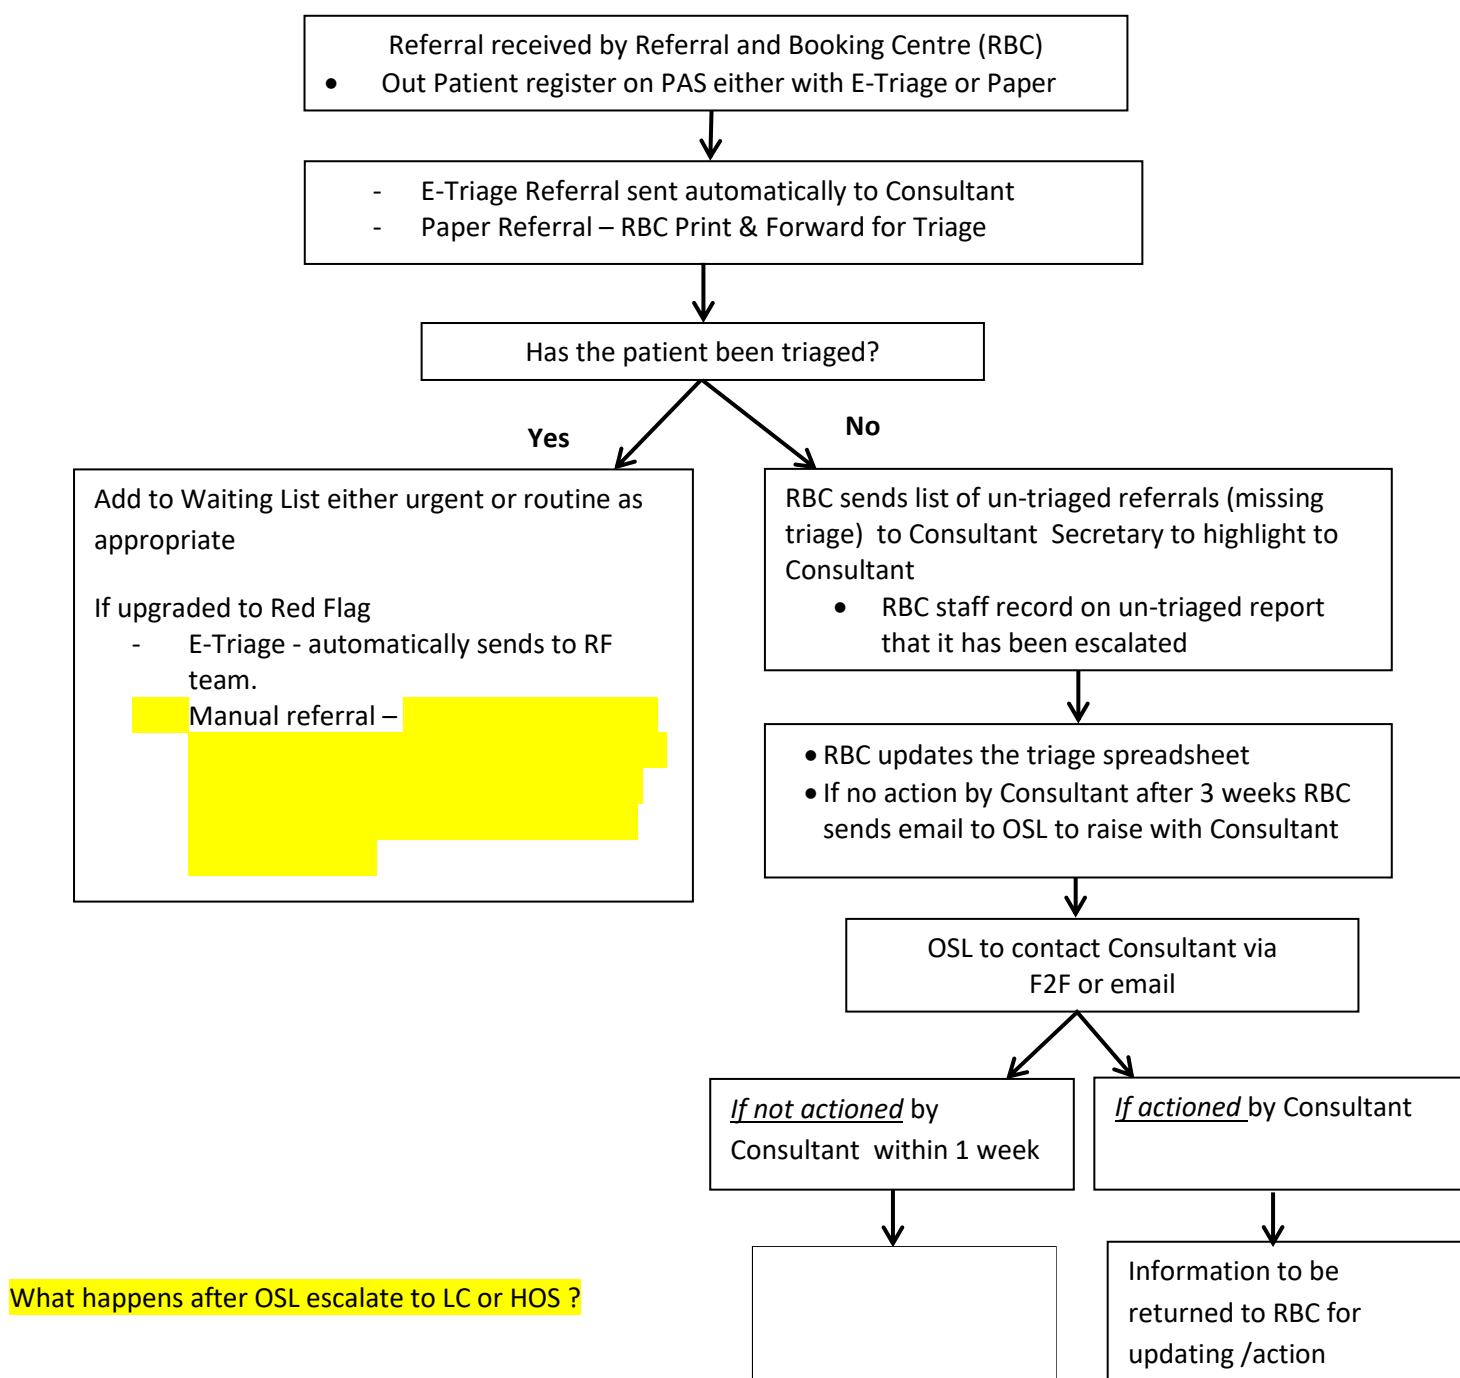 Referral received by Referral and Booking Centre (RBC)
• Out Patient register on PAS either with E-Triage or Paper
- E-Triage Referral sent automatically to Consultant
- Paper Referral – RBC Print & Forward for Triage
Has the patient been triaged?
Yes
No
Add to Waiting List either urgent or routine as
appropriate
If upgraded to Red Flag
- E-Triage - automatically sends to RF
team.
Manual referral –
RBC sends list of un-triaged referrals (missing
triage) to Consultant Secretary to highlight to
Consultant
• RBC staff record on un-triaged report
that it has been escalated
• RBC updates the triage spreadsheet
• If no action by Consultant after 3 weeks RBC
sends email to OSL to raise with Consultant
OSL to contact Consultant via
F2F or email
If not actioned by
Consultant within 1 week
If actioned by Consultant
Information to be
returned to RBC for
updating /action
What happens after OSL escalate to LC or HOS ?